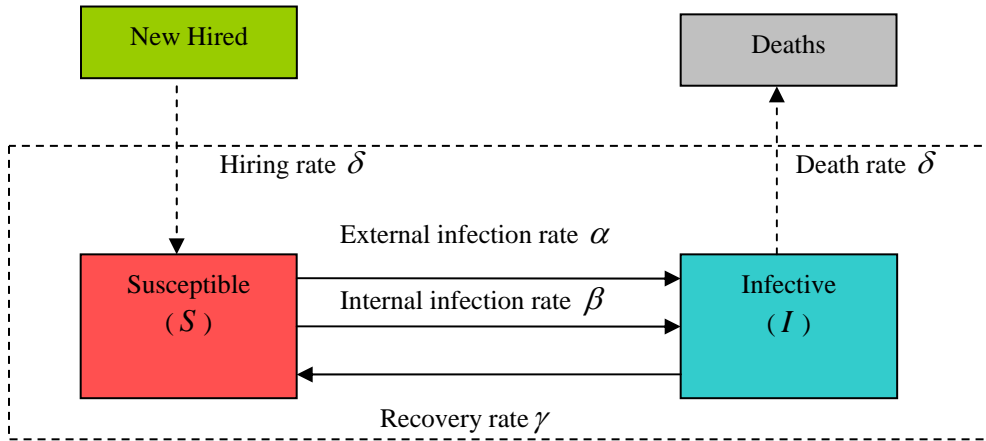 New Hired
Deaths
Hiring rate δ
Death rate δ
External infection rate α
Susceptible
( S )
Internal infection rate β
Infective
( I )
Recovery rate γ